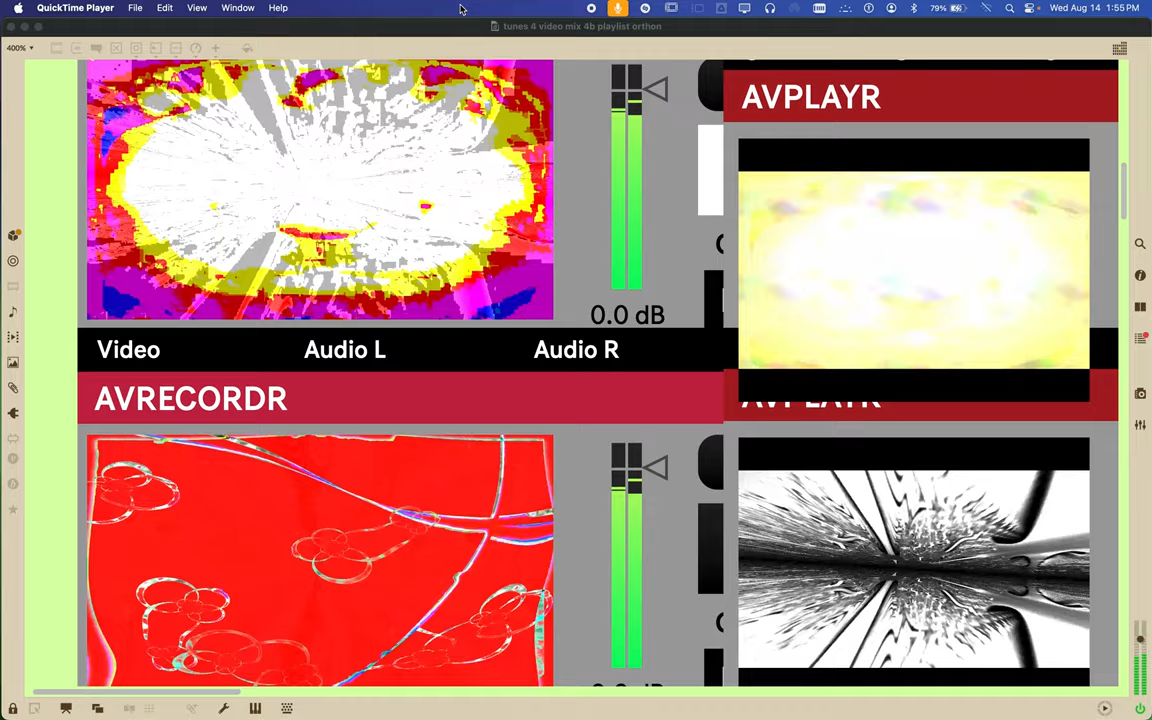 QuickTime Player File Edit View Window Help 79% Wed Aug 14 1:55 PM
tunes 4 video mix 4b playlist orthon
400%
AVPLAYR
0.0 dB
Video Audio L Audio R
AVRECORDR
AVPLAYR